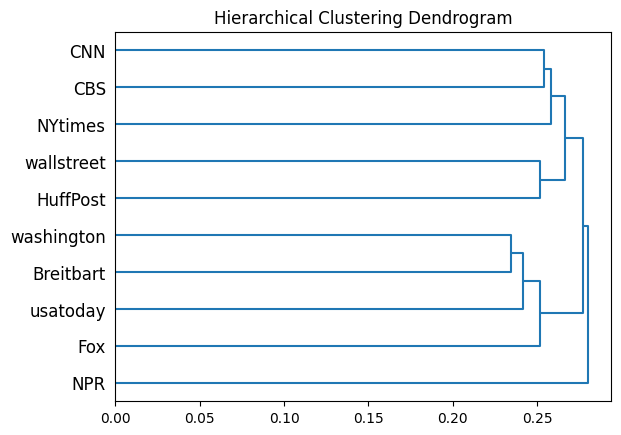 Hierarchical Clustering Dendrogram
CNN
CBS
NYtimes
wallstreet
HuffPost
washington
Breitbart
usatoday
Fox
NPR
0.00 0.05 0.10 0.15 0.20 0.25